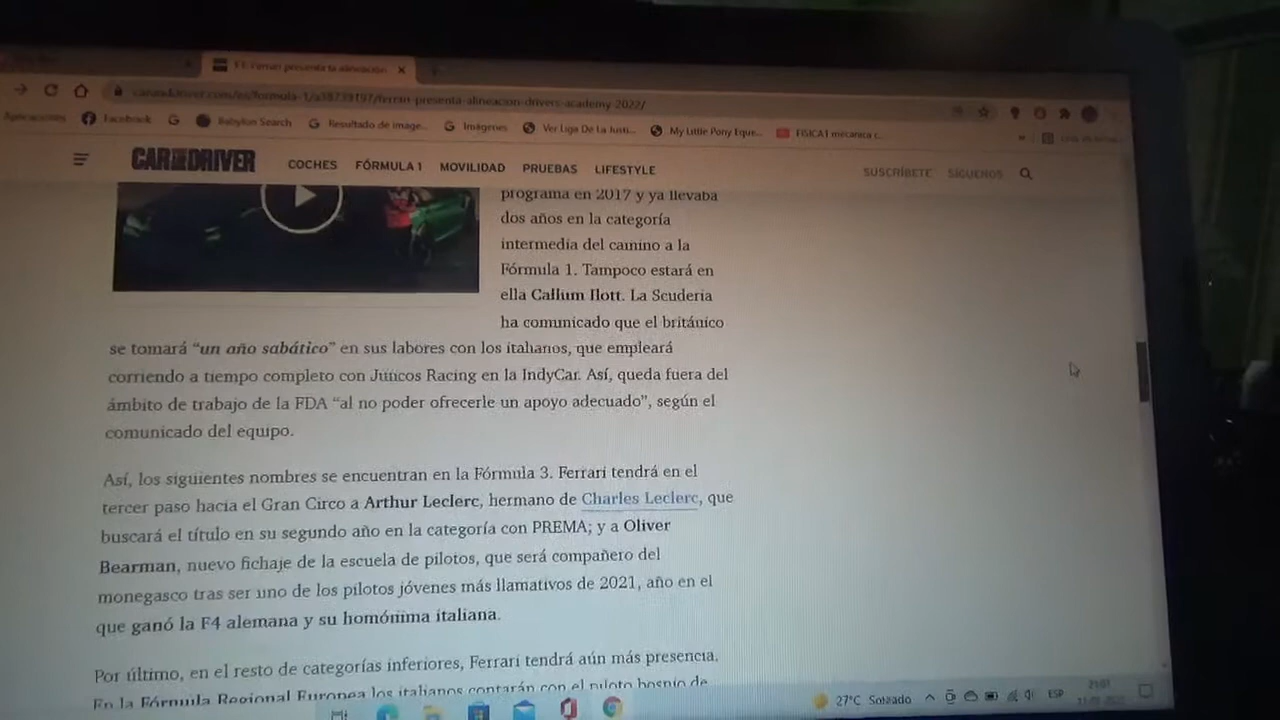 F1: Ferrari presenta la alineación
caranddriver.com/es/formula-1/a38739197/ferrari-presenta-alineacion-drivers-academy-2022/
Aplicaciones Facebook G Babylon Search Resultado de image... Imágenes Ver Liga De La Justi... My Little Pony Eque... FGICA1 mecanica c...
CAR AND DRIVER COCHES FÓRMULA 1 MOVILIDAD PRUEBAS LIFESTYLE SUSCRÍBETE SÍGUENOS
programa en 2017 y ya llevaba
dos años en la categoría
intermedia del camino a la
Fórmula 1. Tampoco estará en
ella Callum Ilott. La Scuderia
ha comunicado que el británico
se tomará “un año sabático” en sus labores con los italianos, que empleará
corriendo a tiempo completo con Juncos Racing en la IndyCar. Así, queda fuera del
ámbito de trabajo de la FDA “al no poder ofrecerle un apoyo adecuado”, según el
comunicado del equipo.
Así, los siguientes nombres se encuentran en la Fórmula 3. Ferrari tendrá en el
tercer paso hacia el Gran Circo a Arthur Leclerc, hermano de Charles Leclerc, que
buscará el título en su segundo año en la categoría con PREMA; y a Oliver
Bearman, nuevo fichaje de la escuela de pilotos, que será compañero del
monegasco tras ser uno de los pilotos jóvenes más llamativos de 2021, año en el
que ganó la F4 alemana y su homónima italiana.
Por último, en el resto de categorías inferiores, Ferrari tendrá aún más presencia.
En la Fórmula Regional Europea los italianos contarán con el piloto bosnio de
27°C Soleado ESP 21:01